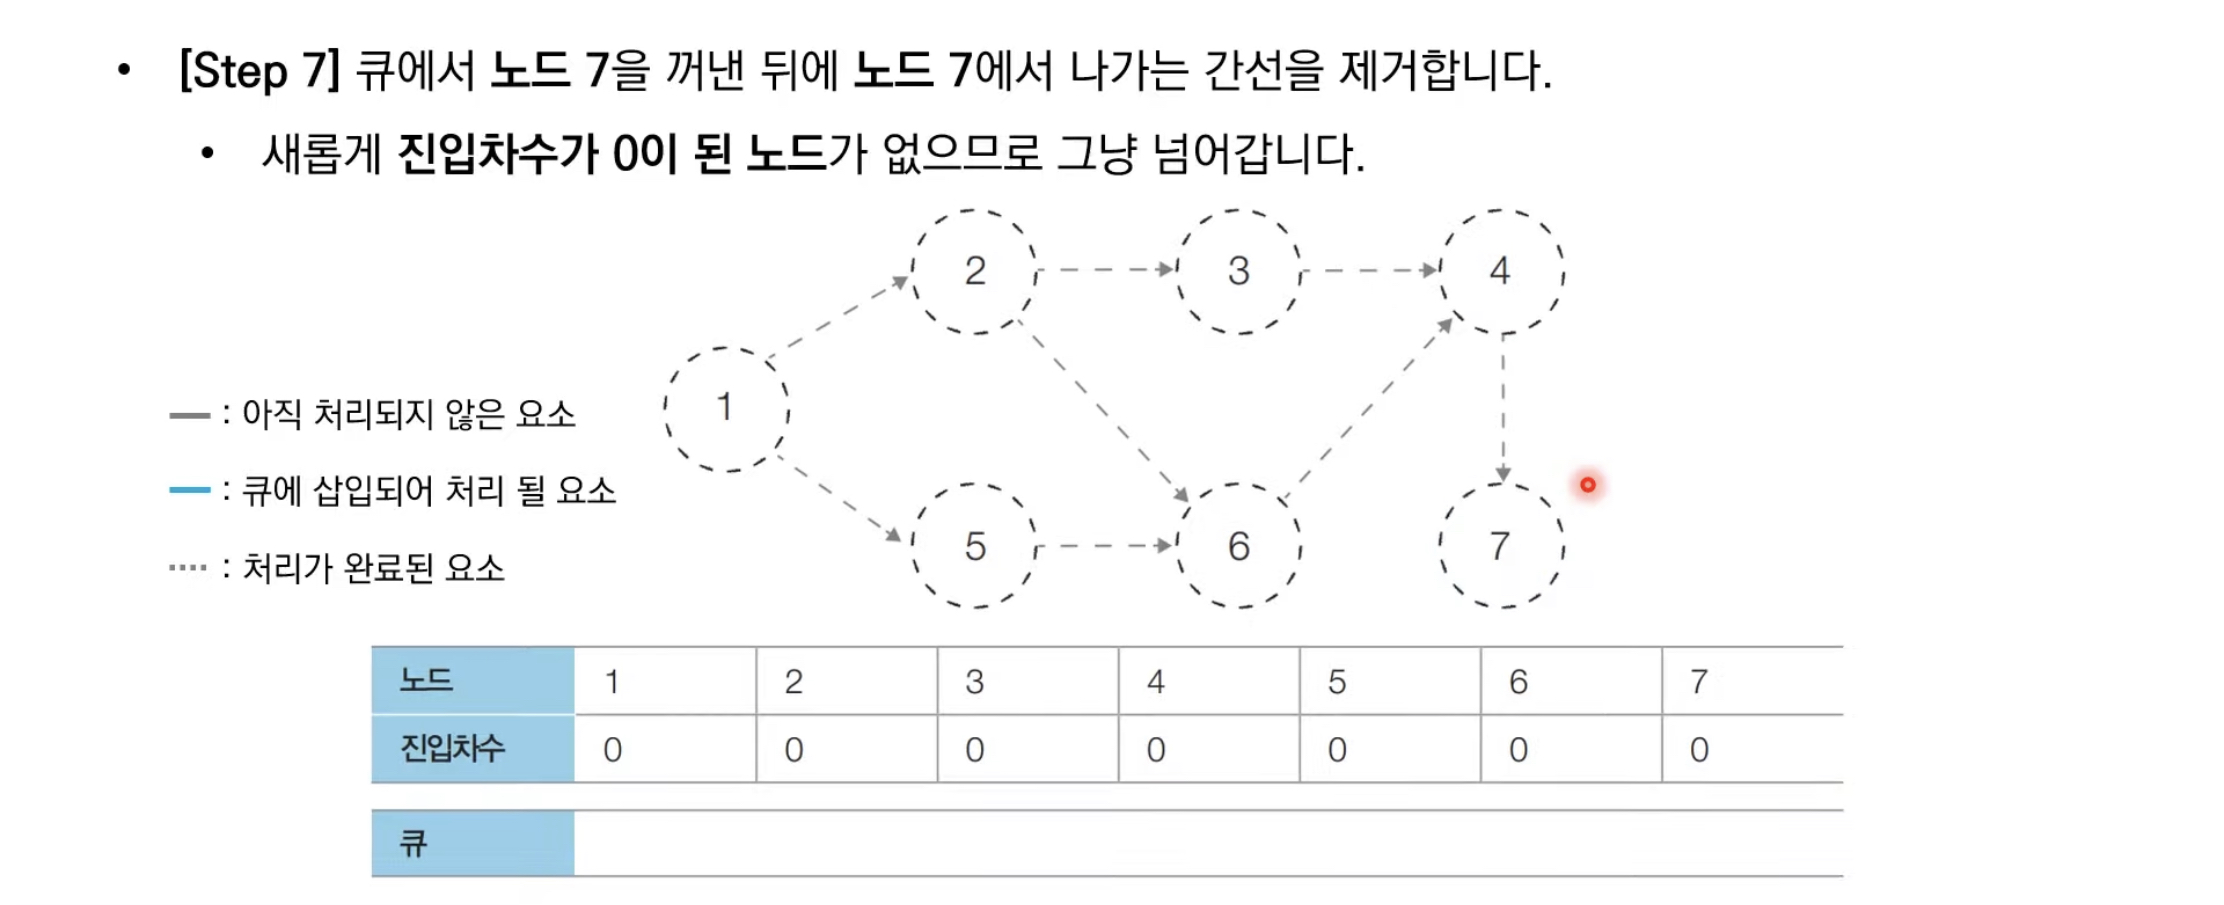 • [Step 7] 큐에서 노드 7을 꺼낸 뒤에 노드 7에서 나가는 간선을 제거합니다.
• 새롭게 진입차수가 0이 된 노드가 없으므로 그냥 넘어갑니다.
2 3 4
1
: 아직 처리되지 않은 요소
: 큐에 삽입되어 처리 될 요소
5 6 7
: 처리가 완료된 요소
노드 1 2 3 4 5 6 7
진입차수 0 0 0 0 0 0 0
큐